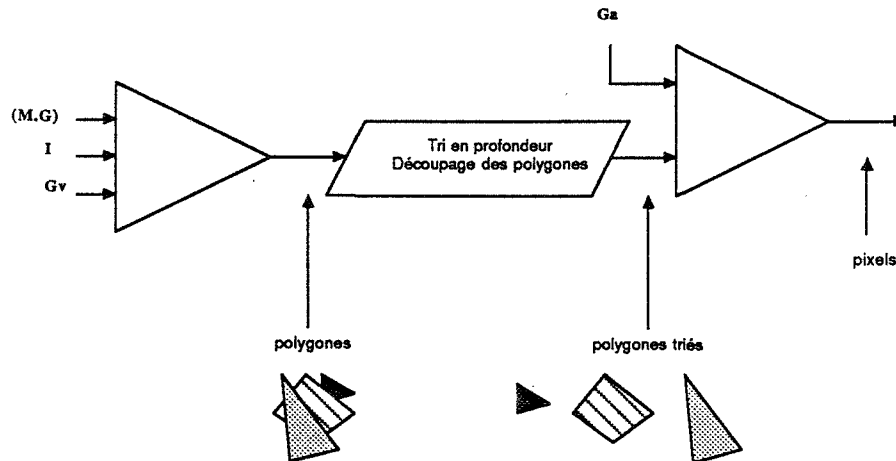 Ga
(M.G)
I
Gv
Tri en profondeur
Découpage des polygones
pixels
polygones
polygones triés